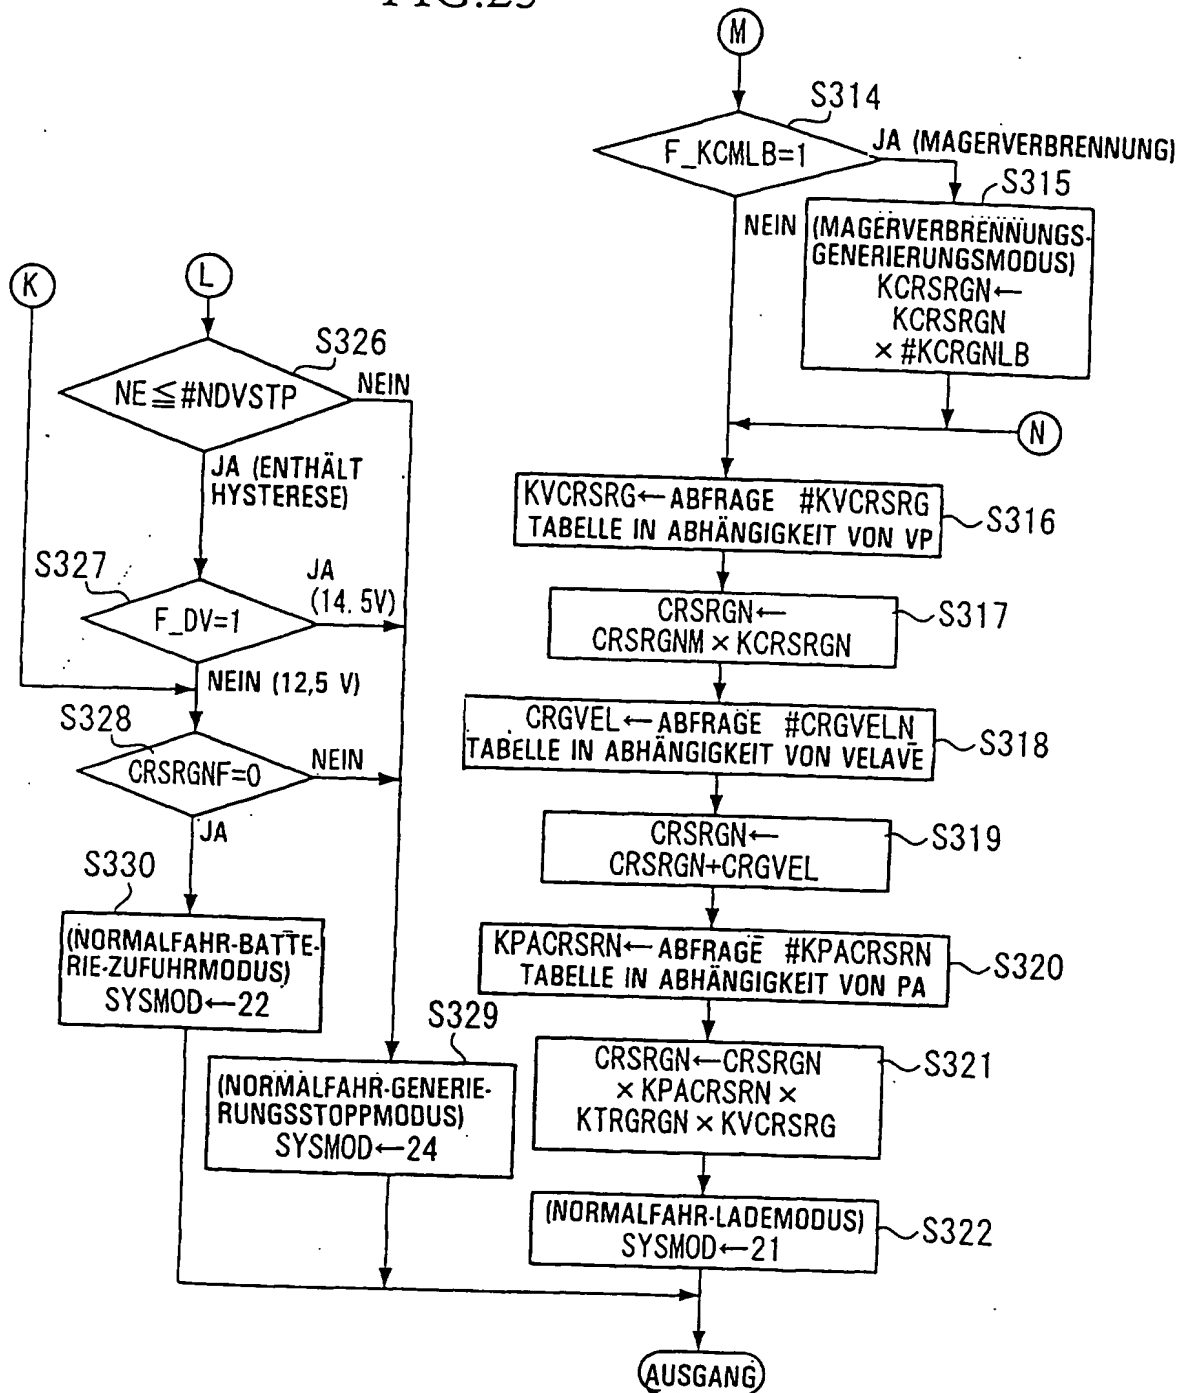 FIG.23
M
S314
F_KCMLB=1
JA (MAGERVERBRENNUNG)
S315
NEIN
(MAGERVERBRENNUNGS-
GENERIERUNGSMODUS)
KCRSRGN←
KCRSRGN
× #KCRGNLB
N
K
L
S326
NE≦#NDVSTP
NEIN
JA (ENTHÄLT
HYSTERESE)
S327
F_DV=1
JA
(14. 5V)
NEIN (12,5 V)
S328
CRSRGNF=0
NEIN
JA
S330
(NORMALFAHR-BATTE-
RIE-ZUFUHRMODUS)
SYSMOD←22
S329
(NORMALFAHR-GENERIE-
RUNGSSTOPPMODUS)
SYSMOD←24
KVCRSRG←ABFRAGE #KVCRSRG
TABELLE IN ABHÄNGIGKEIT VON VP
S316
CRSRGN←
CRSRGNM × KCRSRGN
S317
CRGVEL←ABFRAGE #CRGVELN
TABELLE IN ABHÄNGIGKEIT VON VELAVE
S318
CRSRGN←
CRSRGN+CRGVEL
S319
KPACRSRN←ABFRAGE #KPACRSRN
TABELLE IN ABHÄNGIGKEIT VON PA
S320
CRSRGN←CRSRGN
× KPACRSRN ×
KTRGRGN × KVCRSRG
S321
(NORMALFAHR-LADEMODUS)
SYSMOD←21
S322
AUSGANG